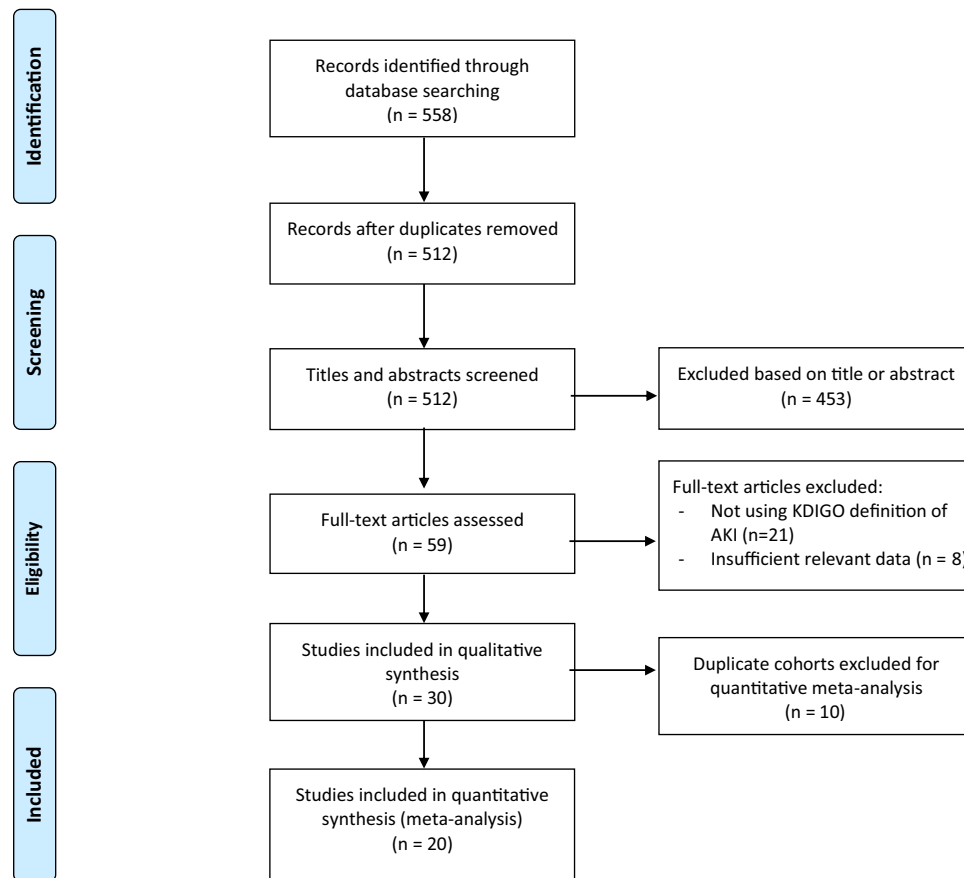 Identification
Records identified through
database searching
(n = 558)
Records after duplicates removed
(n = 512)
Screening
Titles and abstracts screened
(n = 512)
Excluded based on title or abstract
(n = 453)
Eligibility
Full-text articles assessed
(n = 59)
Full-text articles excluded:
- Not using KDIGO definition of
AKI (n=21)
- Insufficient relevant data (n = 8)
Studies included in qualitative
synthesis
(n = 30)
Duplicate cohorts excluded for
quantitative meta-analysis
(n = 10)
Included
Studies included in quantitative
synthesis (meta-analysis)
(n = 20)